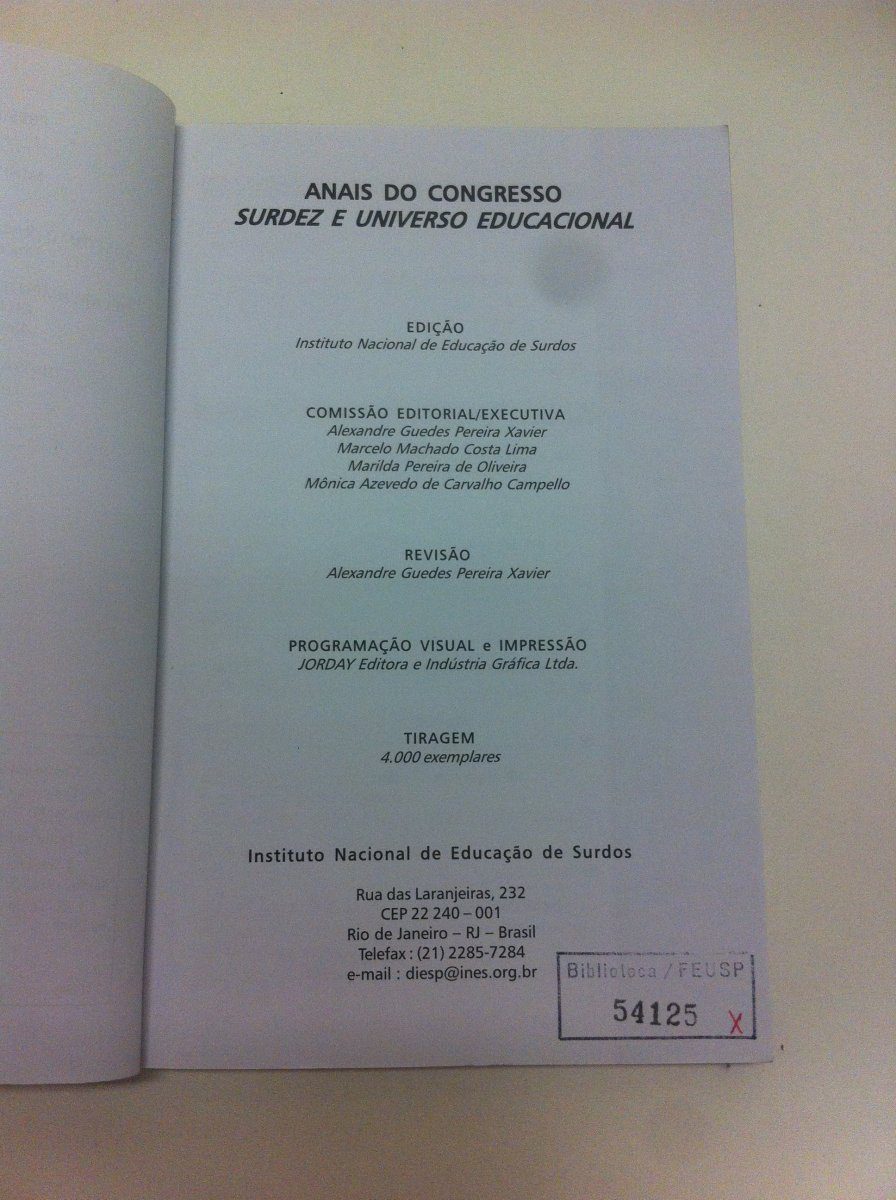 ANAIS DO CONGRESSO
SURDEZ E UNIVERSO EDUCACIONAL
EDIÇÃO
Instituto Nacional de Educação de Surdos
COMISSÃO EDITORIAL/EXECUTIVA
Alexandre Guedes Pereira Xavier
Marcelo Machado Costa Lima
Marilda Pereira de Oliveira
Mônica Azevedo de Carvalho Campello
REVISÃO
Alexandre Guedes Pereira Xavier
PROGRAMAÇÃO VISUAL e IMPRESSÃO
JORDAY Editora e Indústria Gráfica Ltda.
TIRAGEM
4.000 exemplares
Instituto Nacional de Educação de Surdos
Rua das Laranjeiras, 232
CEP 22 240 – 001
Rio de Janeiro – RJ – Brasil
Telefax : (21) 2285-7284
e-mail : diesp@ines.org.br
Biblioteca / FEUSP
54125 X